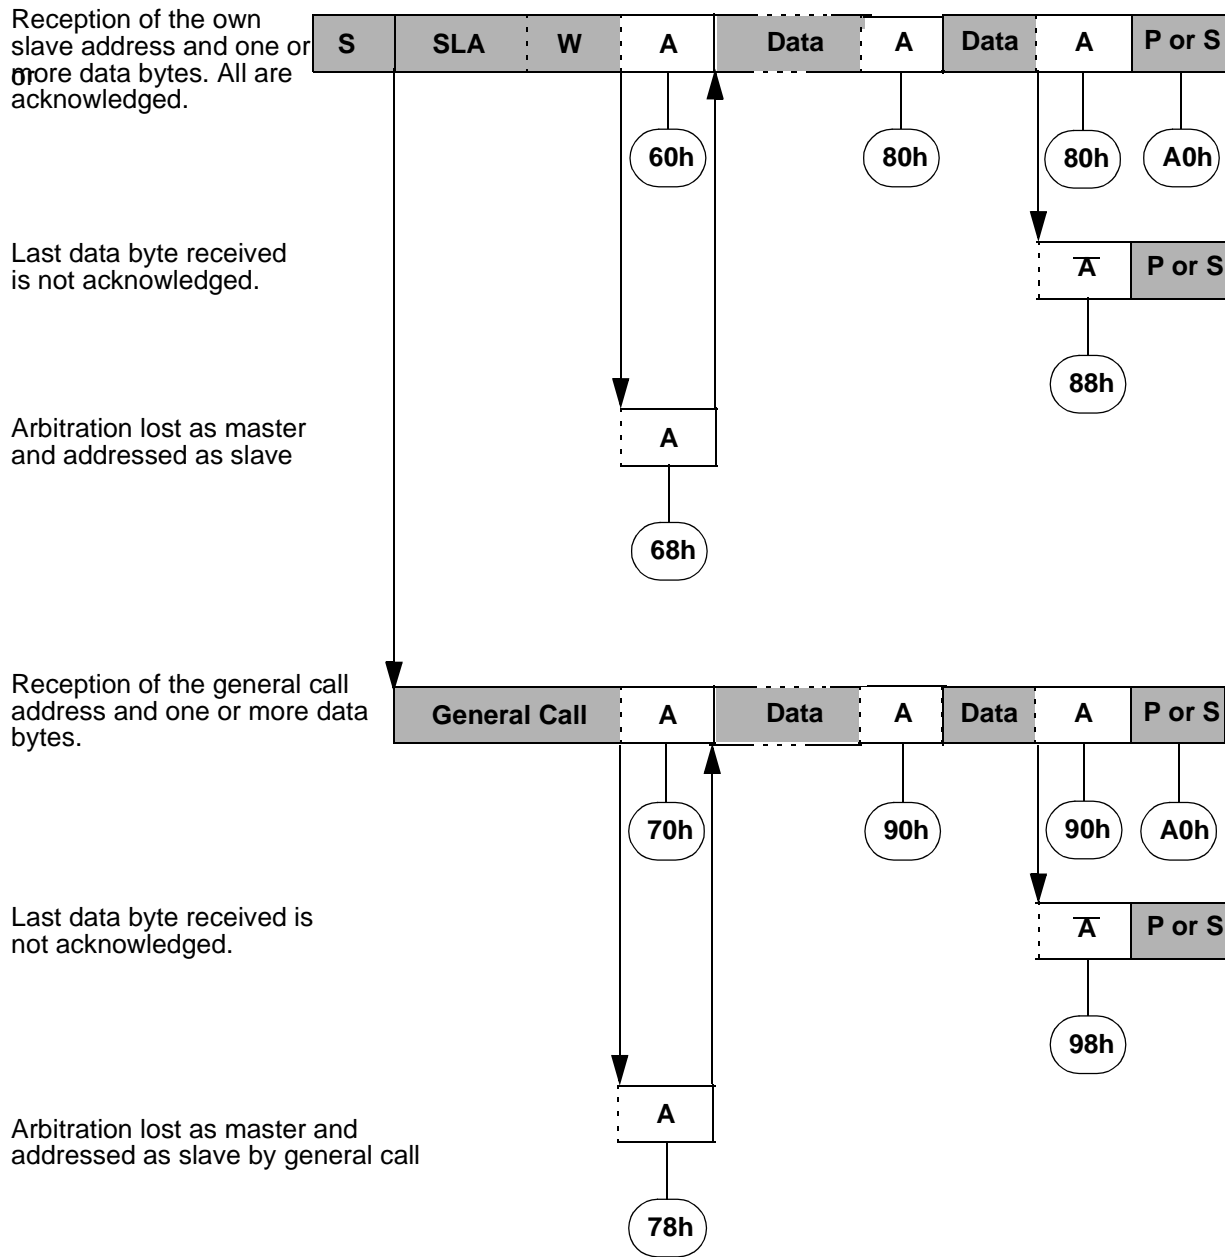 Reception of the own
slave address and one or
or
more data bytes. All are
acknowledged.
S SLA W A Data A Data A P or S
60h 80h 80h A0h
Last data byte received
is not acknowledged.
A P or S
88h
Arbitration lost as master
and addressed as slave
A
68h
Reception of the general call
address and one or more data
bytes.
General Call A Data A Data A P or S
70h 90h 90h A0h
Last data byte received is
not acknowledged.
A P or S
98h
Arbitration lost as master and
addressed as slave by general call
A
78h